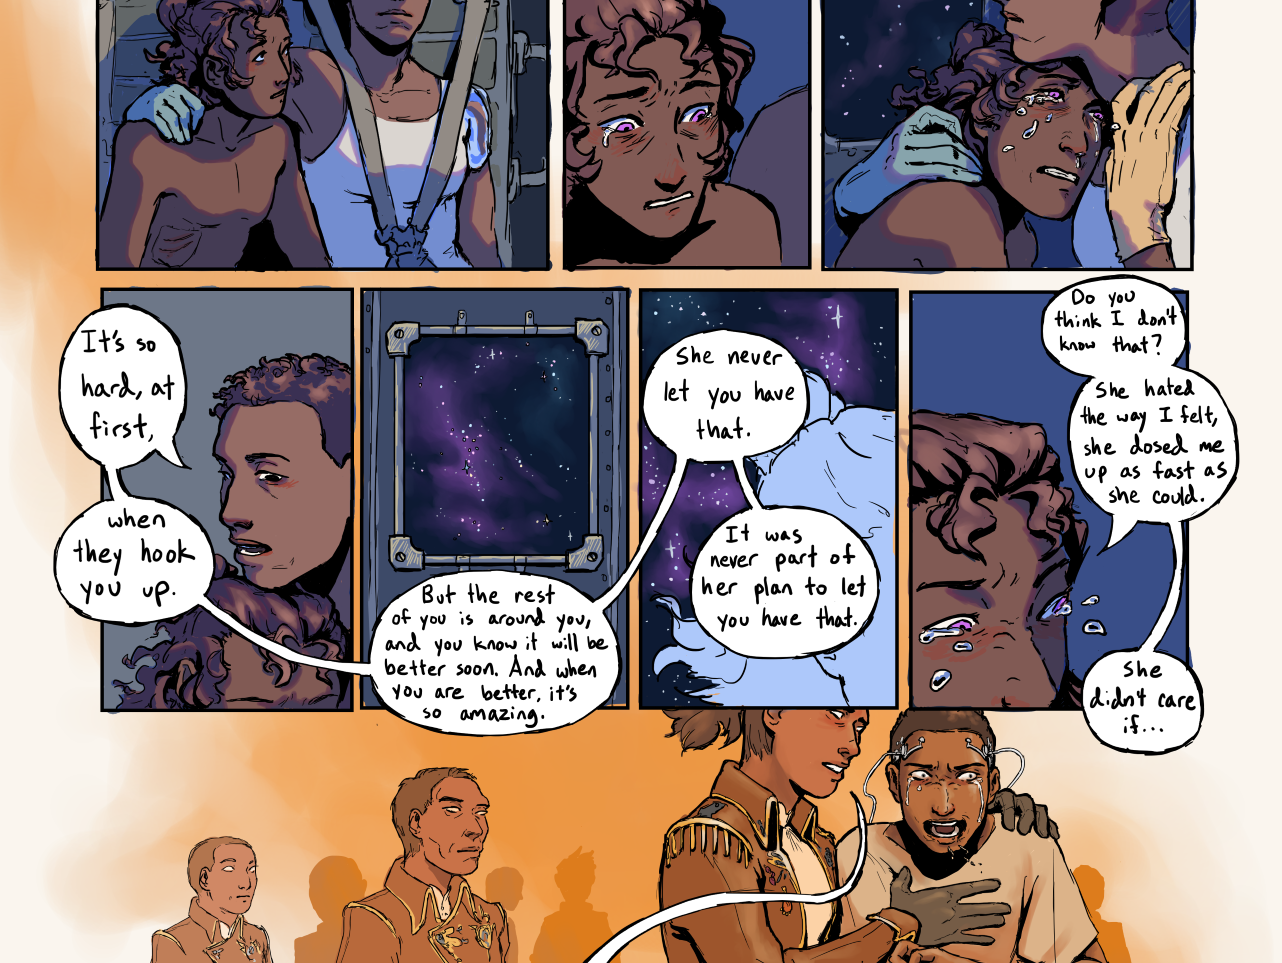 It's so
hard, at
first,
when
they hook
you up.
But the rest
of you is around you,
and you know it will be
better soon. And when
you are better, it's
so amazing.
She never
let you have
that.
It was
never part of
her plan to let
you have that.
Do you
think I don't
know that?
She hated
the way I felt,
she dosed me
up as fast as
she could.
She
didn't care
if...